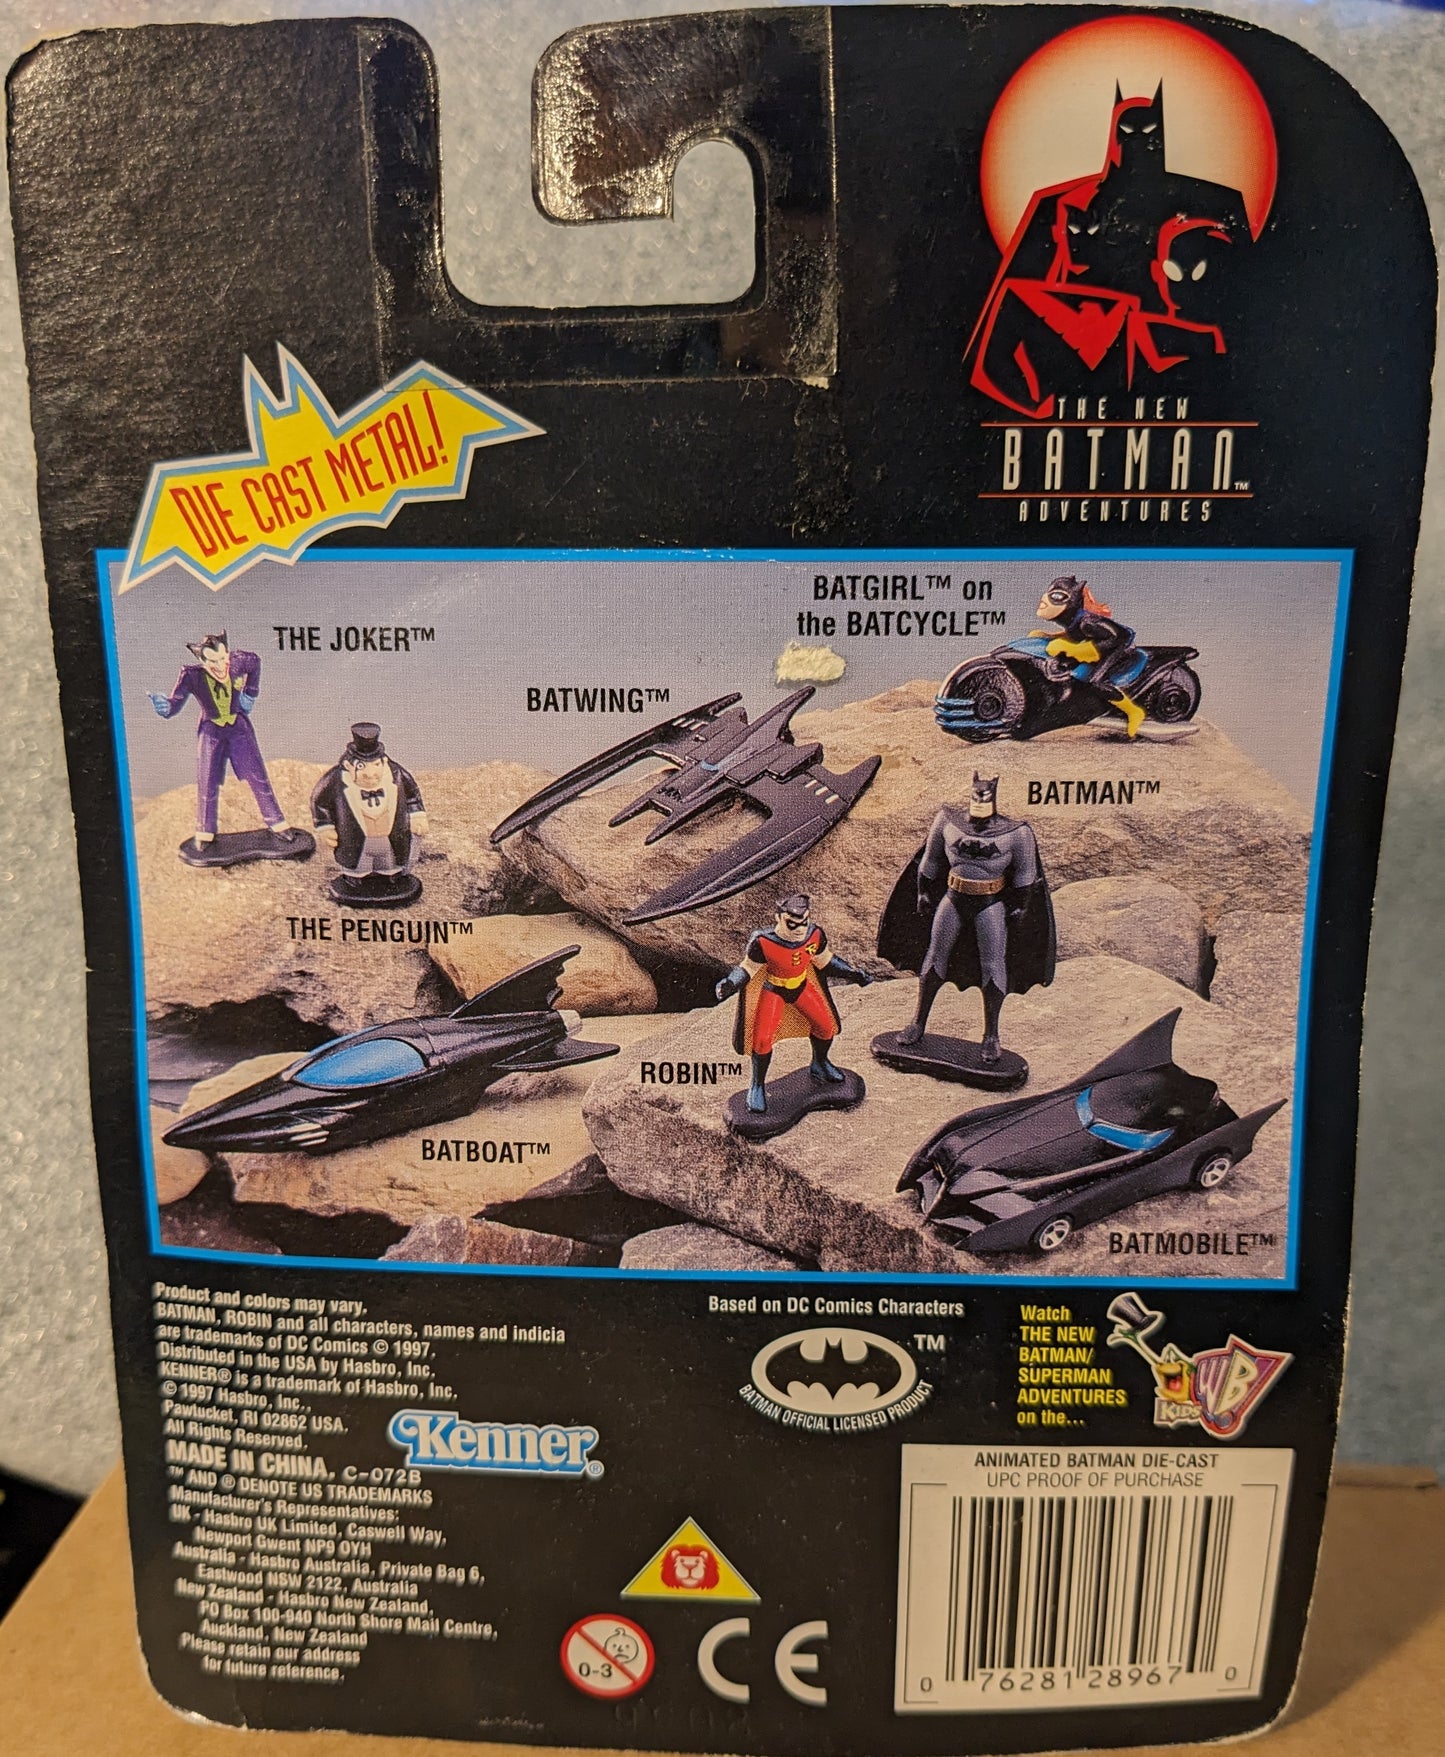 THE NEW
BATMAN™
ADVENTURES
DIE CAST METAL!
BATGIRL™ on
the BATCYCLE™
THE JOKER™
BATWING™
BATMAN™
THE PENGUIN™
ROBIN™
BATBOAT™
BATMOBILE™
Product and colors may vary.
BATMAN, ROBIN and all characters, names and indicia
are trademarks of DC Comics © 1997.
Distributed in the USA by Hasbro, Inc.
KENNER® is a trademark of Hasbro, Inc.
© 1997 Hasbro, Inc.,
Pawtucket, RI 02862 USA.
All Rights Reserved.
MADE IN CHINA. C-072B
™ AND ® DENOTE US TRADEMARKS
Manufacturer's Representatives:
UK - Hasbro UK Limited, Caswell Way,
Newport Gwent NP9 0YH
Australia - Hasbro Australia, Private Bag 6,
Eastwood NSW 2122, Australia
New Zealand - Hasbro New Zealand,
PO Box 100-940 North Shore Mail Centre,
Auckland, New Zealand
Please retain our address
for future reference.
Kenner®
Based on DC Comics Characters
™
BATMAN OFFICIAL LICENSED PRODUCT
Watch
THE NEW
BATMAN/
SUPERMAN
ADVENTURES
on the...
KIDS WB
0-3
CE
ANIMATED BATMAN DIE-CAST
UPC PROOF OF PURCHASE
0 76281 28967 0